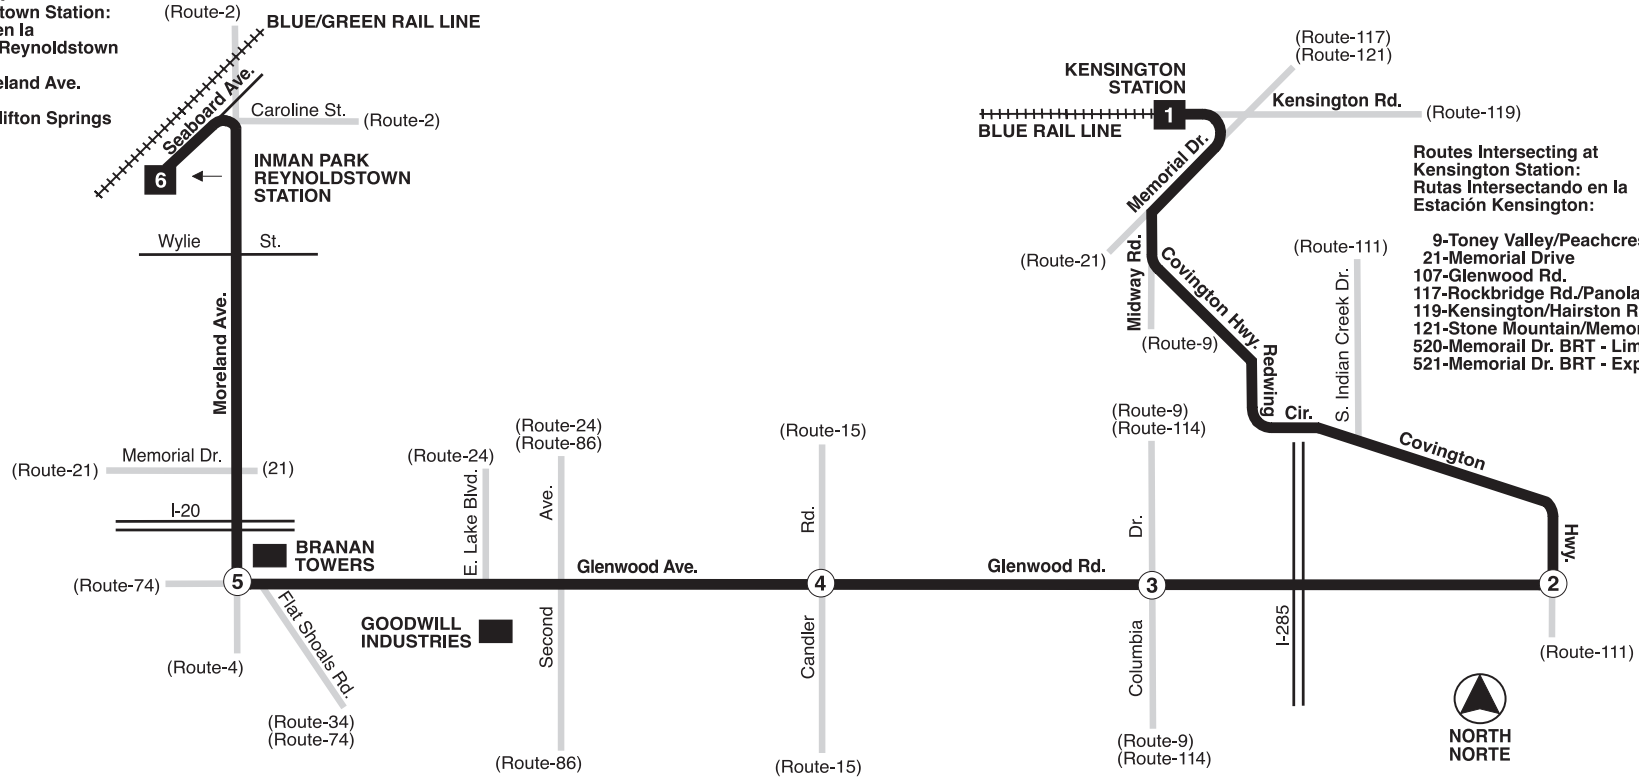 town Station:
en la
Reynoldstown
eland Ave.
lifton Springs
(Route-2)
BLUE/GREEN RAIL LINE
Seaboard Ave.
Caroline St.
(Route-2)
6
INMAN PARK
REYNOLDSTOWN
STATION
Wylie St.
Moreland Ave.
Memorial Dr.
(Route-21)
(21)
I-20
BRANAN
TOWERS
(Route-74)
5
(Route-4)
Flat Shoals Rd.
(Route-34)
(Route-74)
GOODWILL
INDUSTRIES
(Route-24)
E. Lake Blvd.
(Route-24)
(Route-86)
Second Ave.
(Route-86)
Glenwood Ave.
(Route-15)
Candler Rd.
4
(Route-15)
Glenwood Rd.
(Route-9)
(Route-114)
Columbia Dr.
3
(Route-9)
(Route-114)
I-285
2
(Route-111)
Covington Hwy.
(Route-111)
S. Indian Creek Dr.
Redwing Cir.
Covington Hwy.
Midway Rd.
(Route-9)
(Route-21)
Memorial Dr.
KENSINGTON
STATION
1
BLUE RAIL LINE
(Route-117)
(Route-121)
Kensington Rd.
(Route-119)
Routes Intersecting at
Kensington Station:
Rutas Intersectando en la
Estación Kensington:
9-Toney Valley/Peachcres
21-Memorial Drive
107-Glenwood Rd.
117-Rockbridge Rd./Panola
119-Kensington/Hairston R
121-Stone Mountain/Memor
520-Memorail Dr. BRT - Lim
521-Memorial Dr. BRT - Exp
NORTH
NORTE